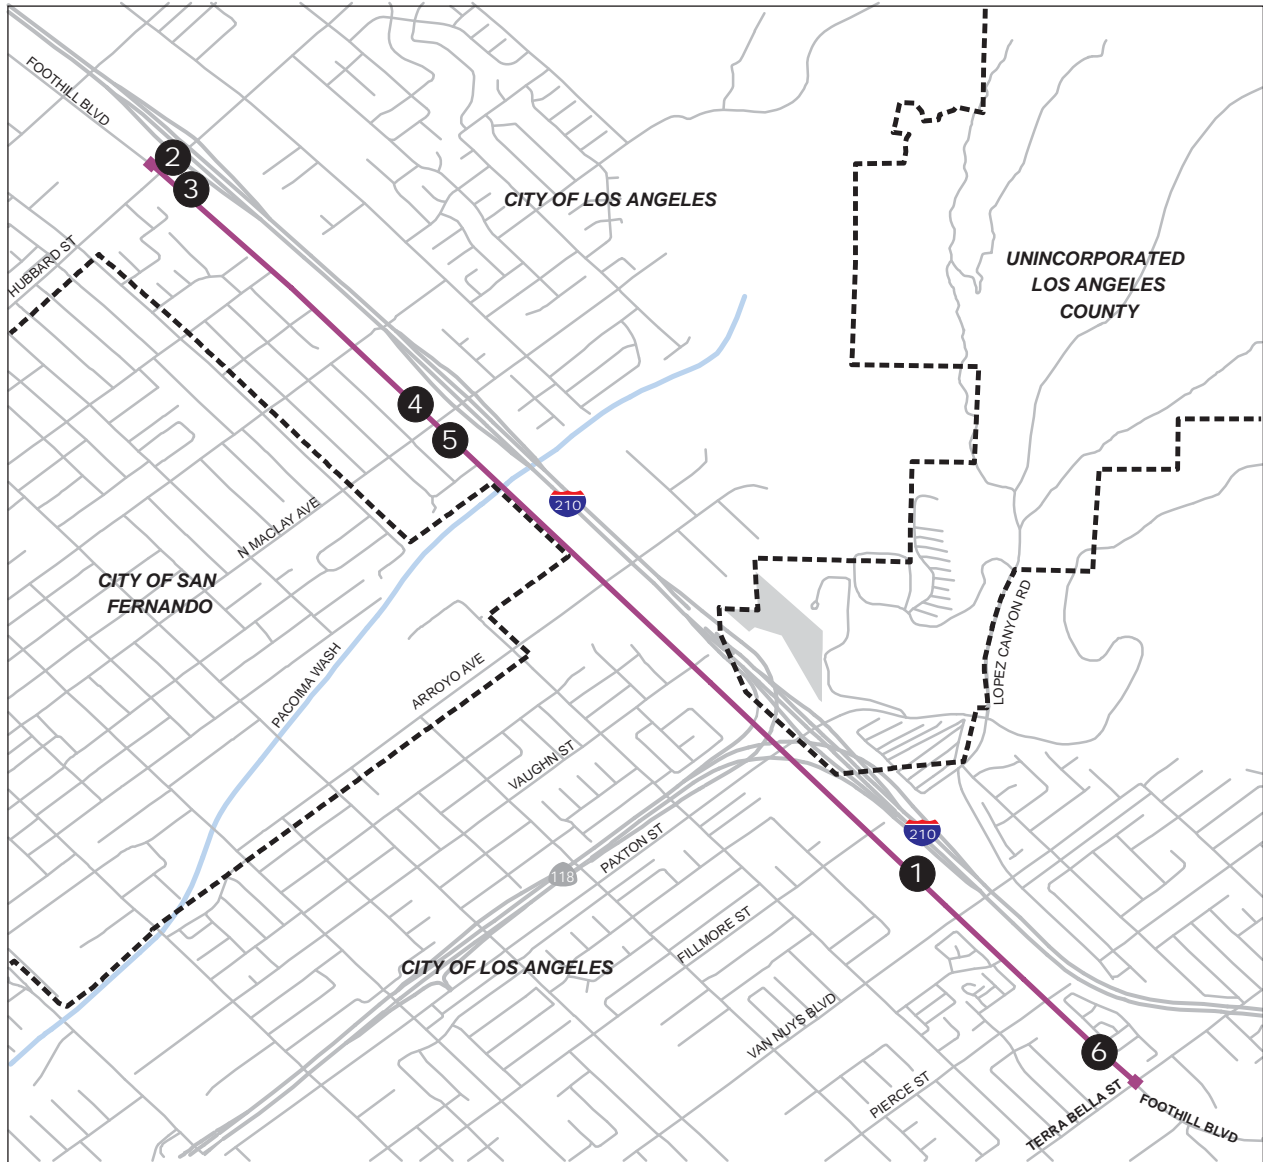 FOOTHILL BLVD
2
3
CITY OF LOS ANGELES
HUBBARD ST
UNINCORPORATED
LOS ANGELES
COUNTY
4
5
210
N MACLAY AVE
CITY OF SAN
FERNANDO
LOPEZ CANYON RD
PACOIMA WASH
ARROYO AVE
VAUGHN ST
210
PAXTON ST
118
1
FILLMORE ST
CITY OF LOS ANGELES
VAN NUYS BLVD
6
PIERCE ST
TERRA BELLA ST
FOOTHILL BLVD